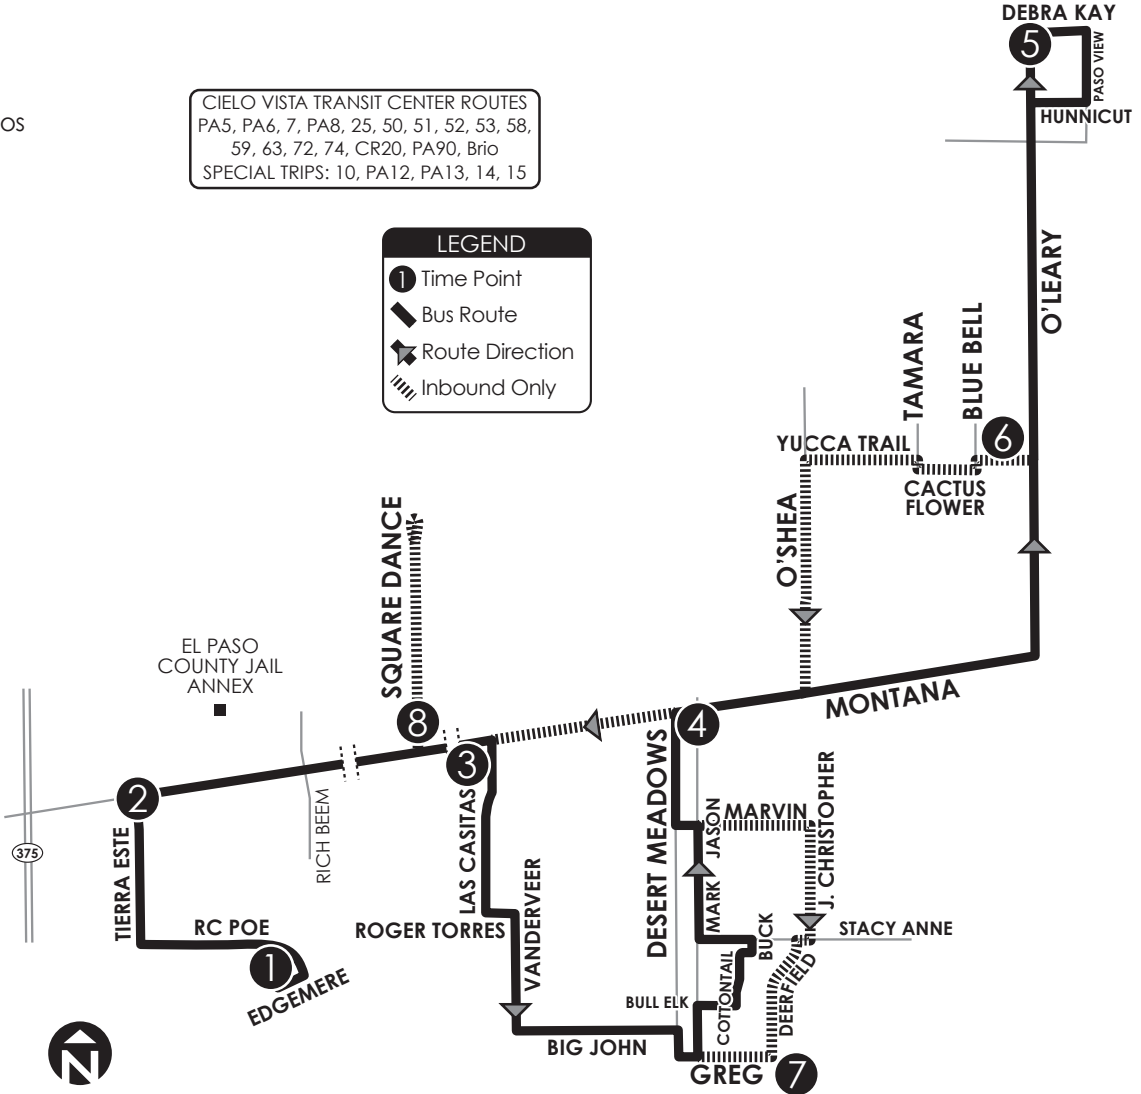 DEBRA KAY
5
PASO VIEW
HUNNICUT
OS
CIELO VISTA TRANSIT CENTER ROUTES
PA5, PA6, 7, PA8, 25, 50, 51, 52, 53, 58,
59, 63, 72, 74, CR20, PA90, Brio
SPECIAL TRIPS: 10, PA12, PA13, 14, 15
LEGEND
1 Time Point
Bus Route
Route Direction
Inbound Only
O'LEARY
TAMARA
BLUE BELL
6
YUCCA TRAIL
CACTUS
FLOWER
O'SHEA
SQUARE DANCE
EL PASO
COUNTY JAIL
ANNEX
MONTANA
8
4
3
2
375
TIERRA ESTE
RICH BEEM
LAS CASITAS
DESERT MEADOWS
MARK JASON
MARVIN
J. CHRISTOPHER
RC POE
1
EDGEMERE
ROGER TORRES
VANDERVEER
BUCK
STACY ANNE
BULL ELK
COTTONTAIL
DEERFIELD
BIG JOHN
GREG
7
N